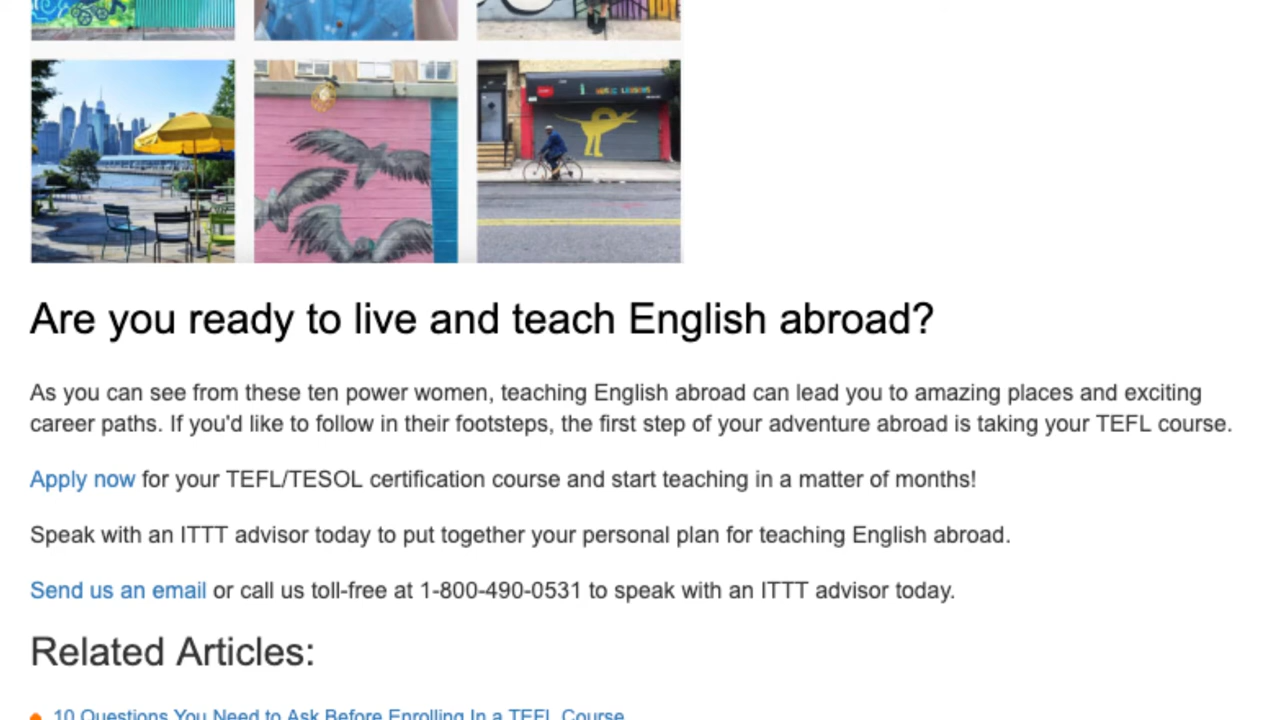 Are you ready to live and teach English abroad?
As you can see from these ten power women, teaching English abroad can lead you to amazing places and exciting
career paths. If you'd like to follow in their footsteps, the first step of your adventure abroad is taking your TEFL course.
Apply now for your TEFL/TESOL certification course and start teaching in a matter of months!
Speak with an ITTT advisor today to put together your personal plan for teaching English abroad.
Send us an email or call us toll-free at 1-800-490-0531 to speak with an ITTT advisor today.
Related Articles:
10 Questions You Need to Ask Before Enrolling In a TEFL Course